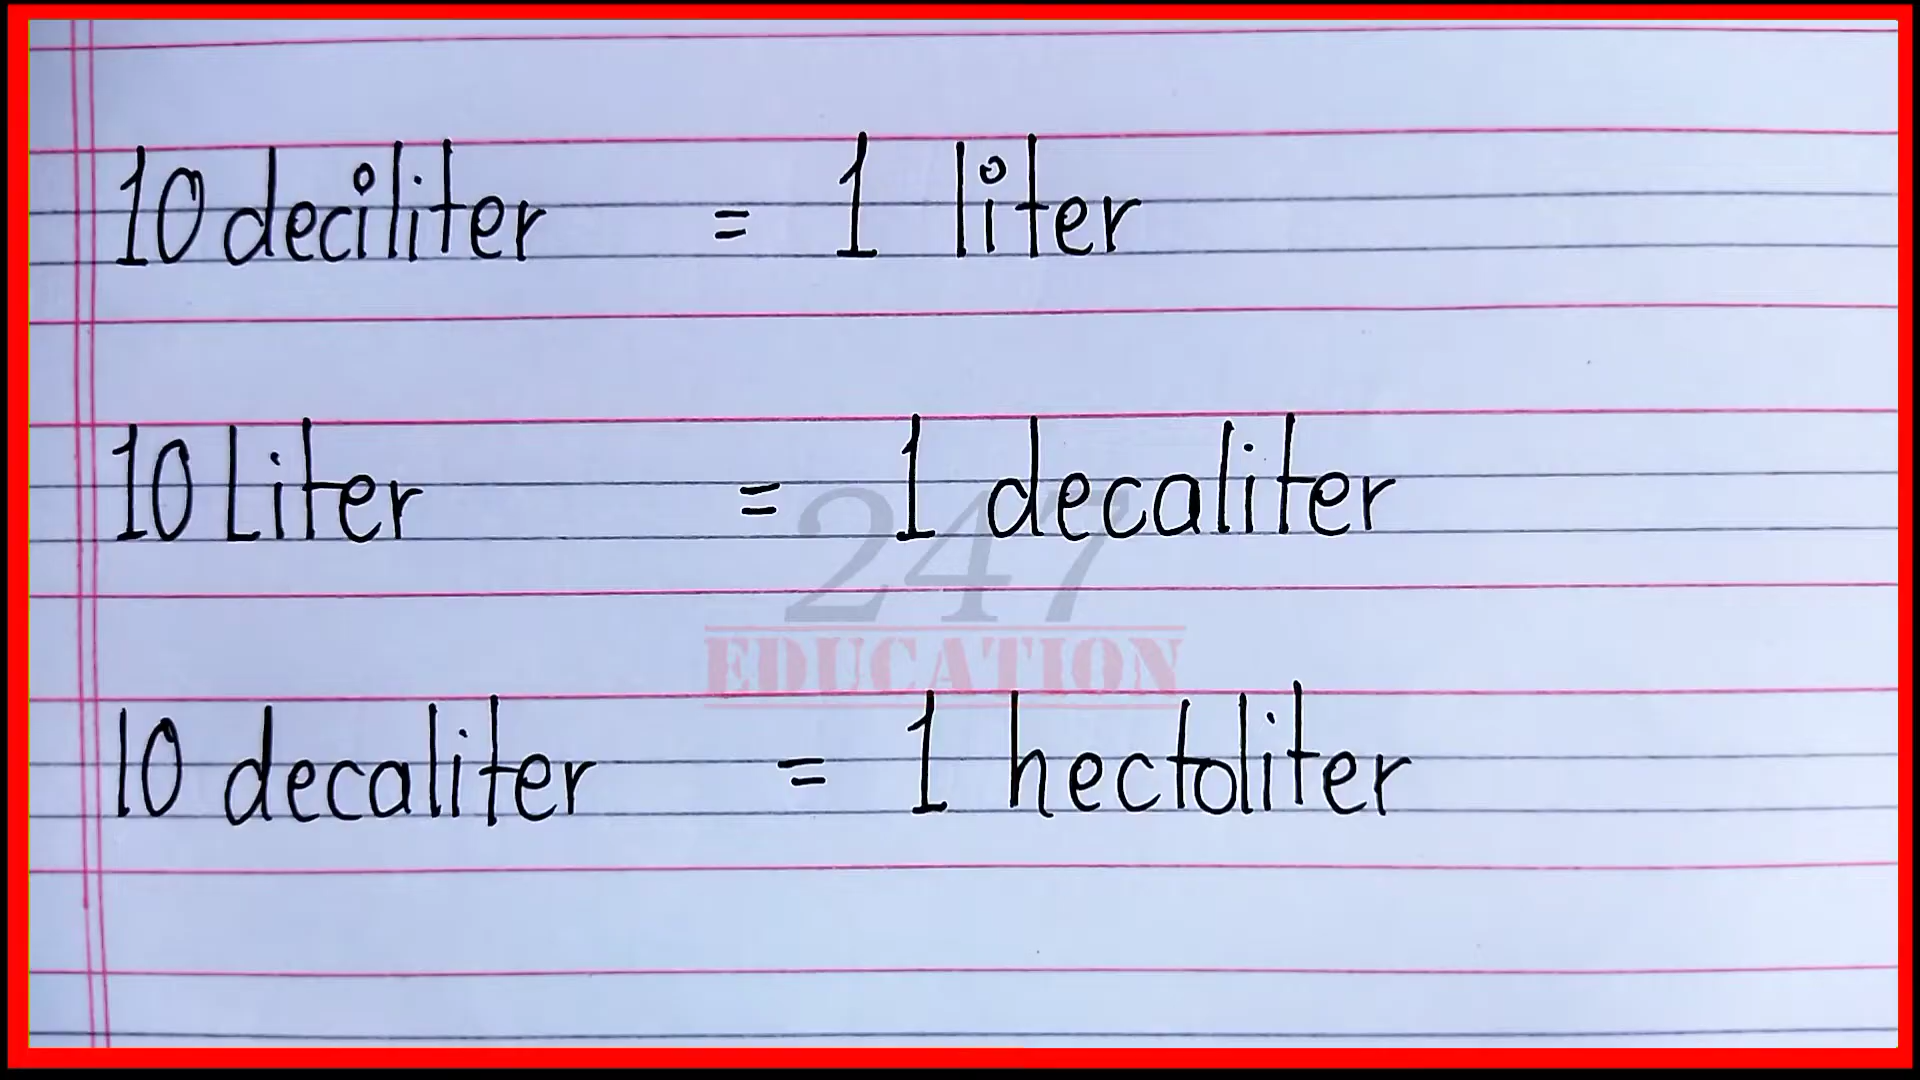 10 deciliter = 1 liter
10 Liter = 1 decaliter
247
EDUCATION
10 decaliter = 1 hectoliter